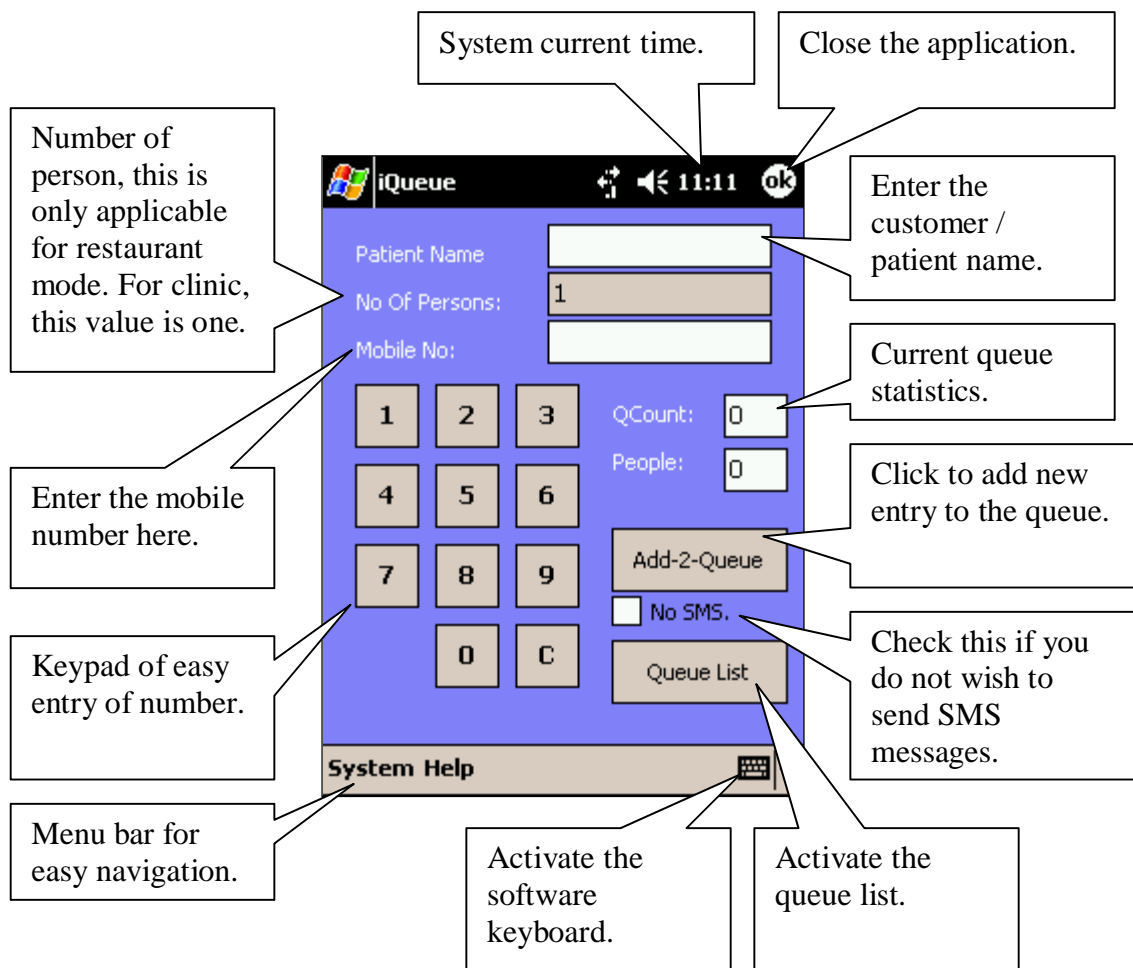 System current time.
Close the application.
Number of
person, this is
only applicable
for restaurant
mode. For clinic,
this value is one.
iQueue
11:11
ok
Enter the
customer /
patient name.
Patient Name
No Of Persons:
1
Mobile No:
Current queue
statistics.
1
2
3
QCount:
0
People:
0
Enter the mobile
number here.
4
5
6
Click to add new
entry to the queue.
7
8
9
Add-2-Queue
No SMS.
Keypad of easy
entry of number.
0
C
Queue List
Check this if you
do not wish to
send SMS
messages.
System Help
Menu bar for
easy navigation.
Activate the
software
keyboard.
Activate the
queue list.